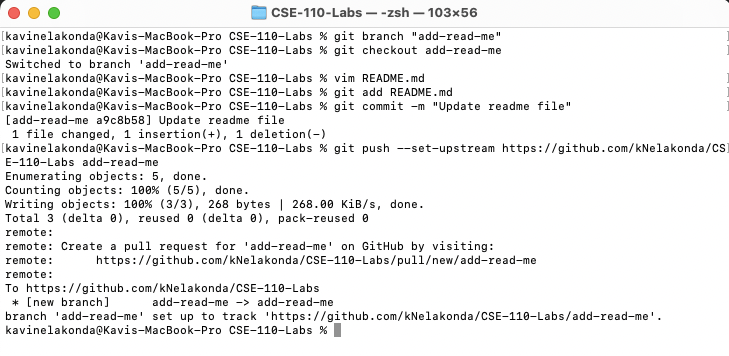 CSE-110-Labs — -zsh — 103×56
[kavinelakonda@Kavis-MacBook-Pro CSE-110-Labs % git branch "add-read-me"]
[kavinelakonda@Kavis-MacBook-Pro CSE-110-Labs % git checkout add-read-me]
Switched to branch 'add-read-me'
[kavinelakonda@Kavis-MacBook-Pro CSE-110-Labs % vim README.md]
[kavinelakonda@Kavis-MacBook-Pro CSE-110-Labs % git add README.md]
[kavinelakonda@Kavis-MacBook-Pro CSE-110-Labs % git commit -m "Update readme file"]
[add-read-me a9c8b58] Update readme file
1 file changed, 1 insertion(+), 1 deletion(-)
[kavinelakonda@Kavis-MacBook-Pro CSE-110-Labs % git push --set-upstream https://github.com/kNelakonda/CS]
E-110-Labs add-read-me
Enumerating objects: 5, done.
Counting objects: 100% (5/5), done.
Writing objects: 100% (3/3), 268 bytes | 268.00 KiB/s, done.
Total 3 (delta 0), reused 0 (delta 0), pack-reused 0
remote:
remote: Create a pull request for 'add-read-me' on GitHub by visiting:
remote:      https://github.com/kNelakonda/CSE-110-Labs/pull/new/add-read-me
remote:
To https://github.com/kNelakonda/CSE-110-Labs
* [new branch]      add-read-me -> add-read-me
branch 'add-read-me' set up to track 'https://github.com/kNelakonda/CSE-110-Labs/add-read-me'.
kavinelakonda@Kavis-MacBook-Pro CSE-110-Labs %